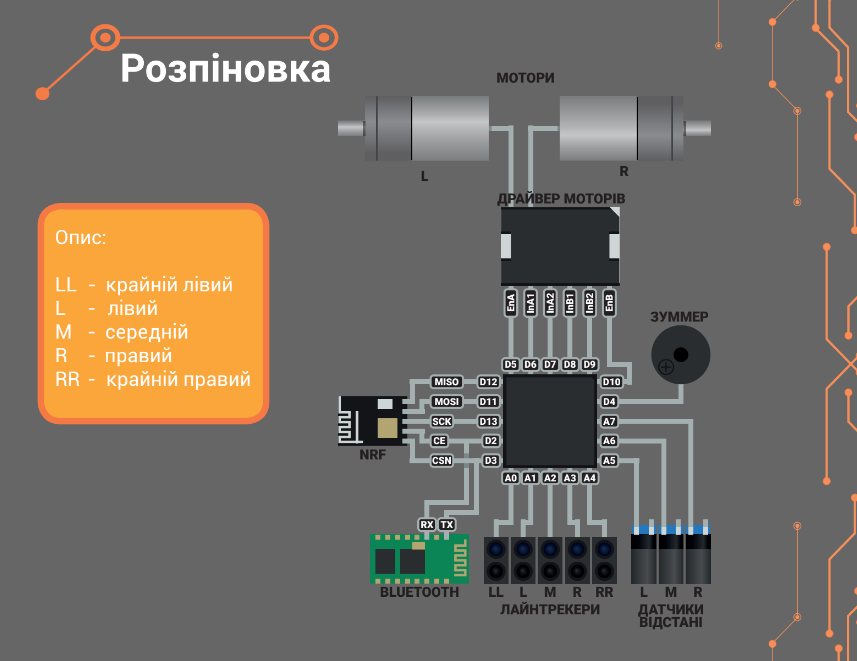 Розпіновка
МОТОРИ
L
R
ДРАЙВЕР МОТОРІВ
EnA InA1 InA2 InB1 InB2 EnB
Опис:
LL - крайній лівий
L - лівий
M - середній
R - правий
RR - крайній правий
ЗУММЕР
D5 D6 D7 D8 D9
MISO D12 D10
MOSI D11 D4
SCK D13 A7
CE D2 A6
CSN D3 A5
NRF
A0 A1 A2 A3 A4
RX TX
BLUETOOTH
LL L M R RR
ЛАЙНТРЕКЕРИ
L M R
ДАТЧИКИ
ВІДСТАНІ